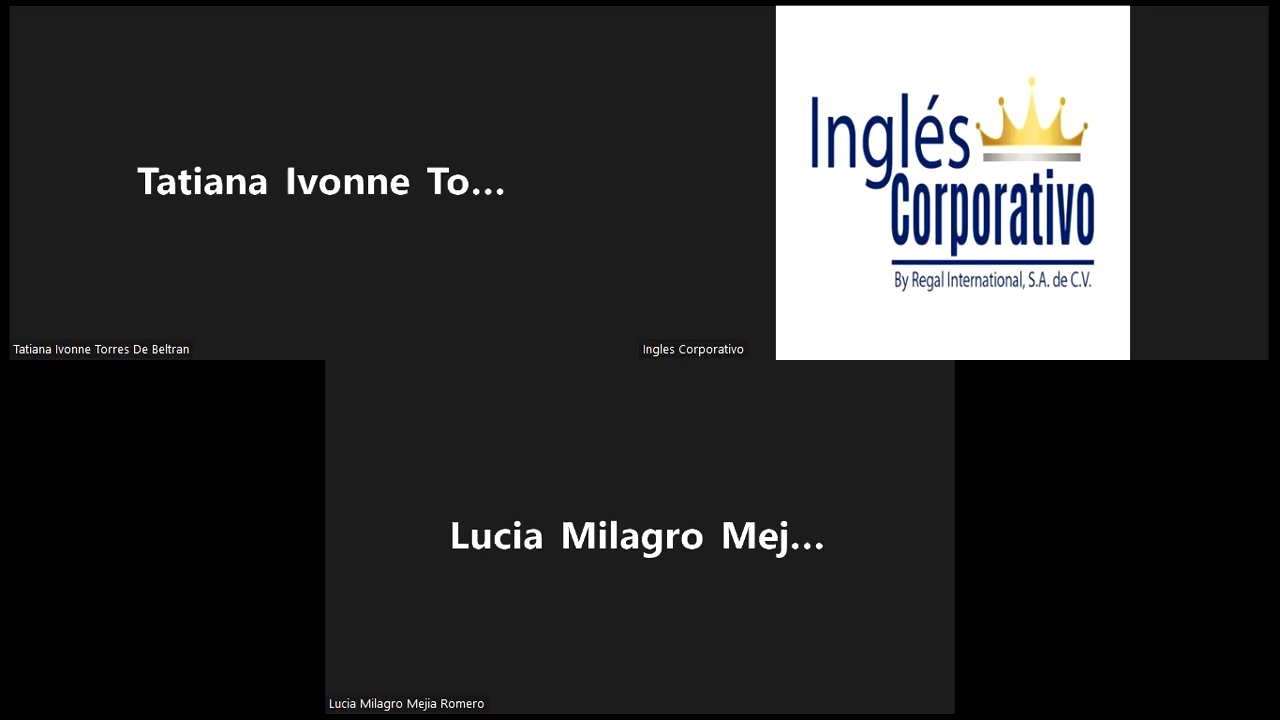 Tatiana Ivonne To...
Tatiana Ivonne Torres De Beltran
Inglés
Corporativo
By Regal International, S.A. de C.V.
Ingles Corporativo
Lucia Milagro Mej...
Lucia Milagro Mejia Romero